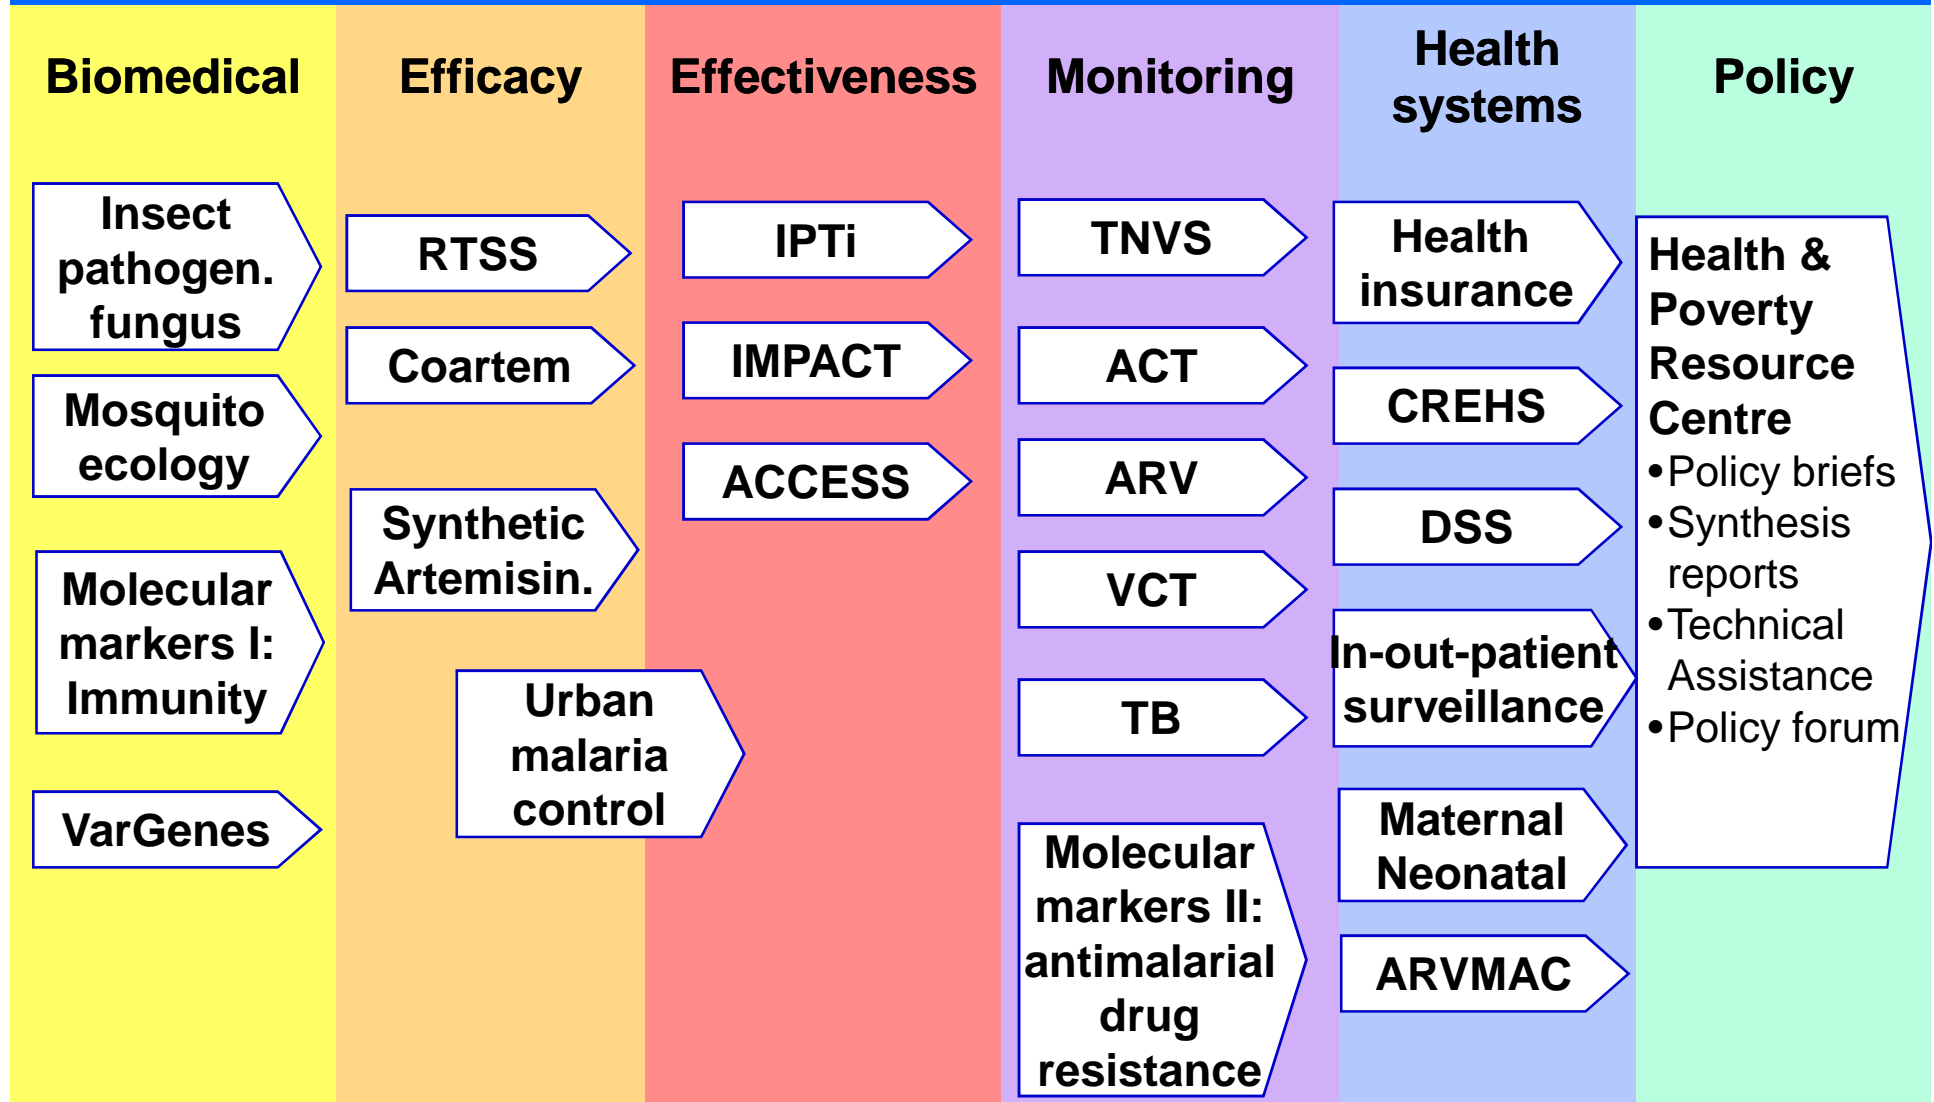 Biomedical
Efficacy
Effectiveness
Monitoring
Health
systems
Policy
Insect
pathogen.
fungus
Mosquito
ecology
Molecular
markers I:
Immunity
VarGenes
RTSS
Coartem
Synthetic
Artemisin.
Urban
malaria
control
IPTi
IMPACT
ACCESS
TNVS
ACT
ARV
VCT
TB
Molecular
markers II:
antimalarial
drug
resistance
Health
insurance
CREHS
DSS
In-out-patient
surveillance
Maternal
Neonatal
ARVMAC
Health &
Poverty
Resource
Centre
•Policy briefs
•Synthesis
reports
•Technical
Assistance
•Policy forum